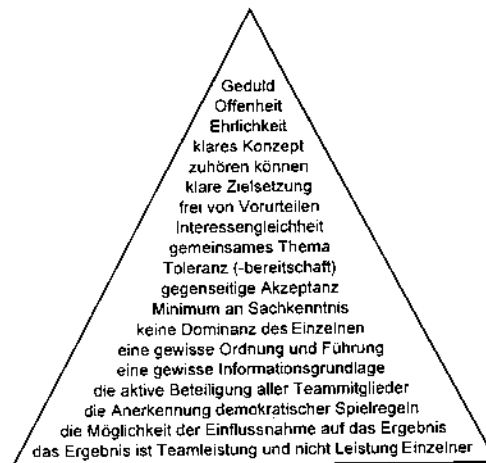 Geduld
Offenheit
Ehrlichkeit
klares Konzept
zuhören können
klare Zielsetzung
frei von Vorurteilen
Interessengleichheit
gemeinsames Thema
Toleranz (-bereitschaft)
gegenseitige Akzeptanz
Minimum an Sachkenntnis
keine Dominanz des Einzelnen
eine gewisse Ordnung und Führung
eine gewisse Informationsgrundlage
die aktive Beteiligung aller Teammitglieder
die Anerkennung demokratischer Spielregeln
die Möglichkeit der Einflussnahme auf das Ergebnis
das Ergebnis ist Teamleistung und nicht Leistung Einzelner